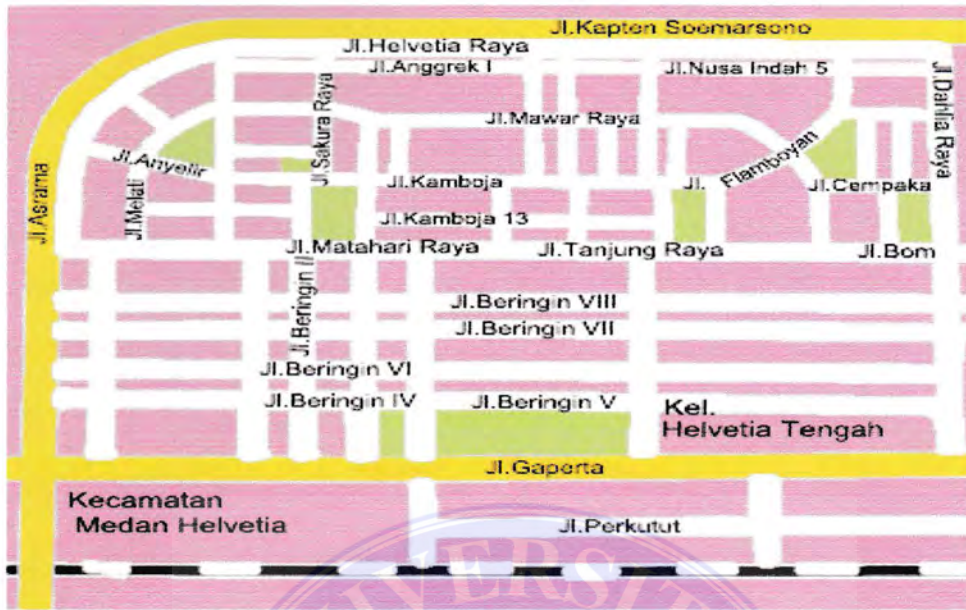 Jl.Kapten Soemarsono
Jl.Helvetia Raya
Jl.Anggrek I
Jl.Nusa Indah 5
Jl.Dahlia Raya
Jl.Sakura Raya
Jl.Mawar Raya
Jl.Anyelir
Jl. Flamboyan
Jl.Asrama
Jl.Melati
Jl.Kamboja
Jl.Cempaka
Jl.Kamboja 13
Jl.Matahari Raya
Jl.Tanjung Raya
Jl.Bom
Jl.Beringin II
Jl.Beringin VIII
Jl.Beringin VII
Jl.Beringin VI
Jl.Beringin IV
Jl.Beringin V
Kel.
Helvetia Tengah
Jl.Gaperta
Kecamatan
Medan Helvetia
Jl.Perkutut
IVERSIT